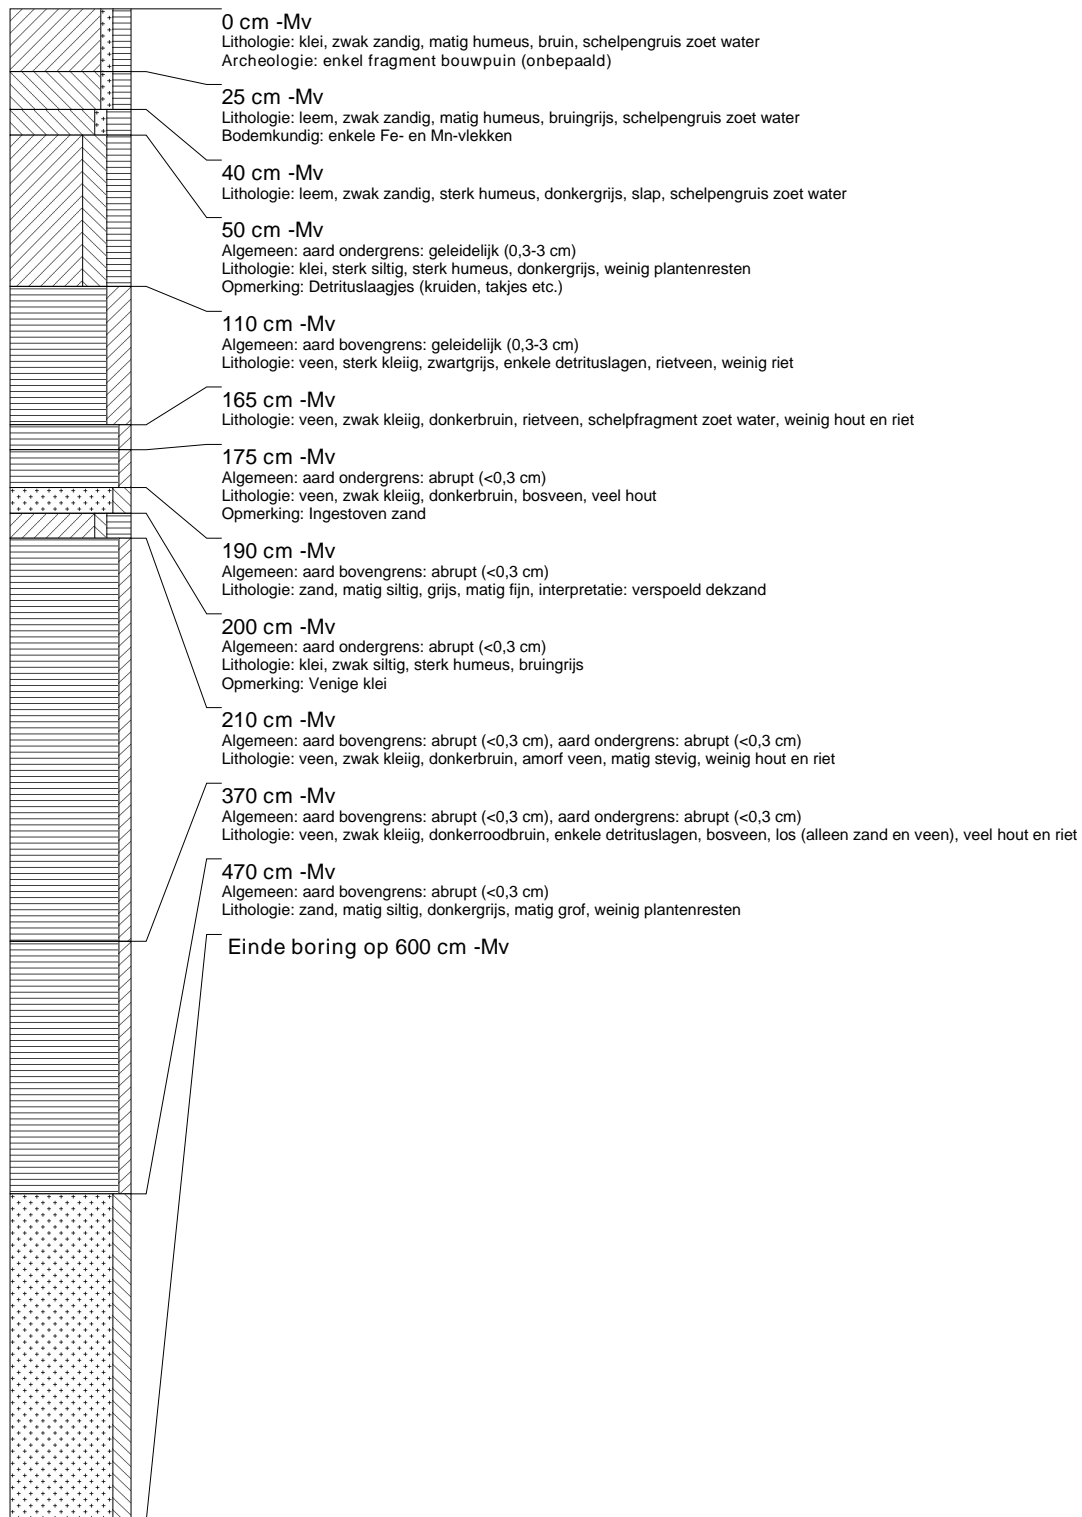 0 cm -Mv
Lithologie: klei, zwak zandig, matig humeus, bruin, schelpengruis zoet water
Archeologie: enkel fragment bouwpuin (onbepaald)
25 cm -Mv
Lithologie: leem, zwak zandig, matig humeus, bruingrijs, schelpengruis zoet water
Bodemkundig: enkele Fe- en Mn-vlekken
40 cm -Mv
Lithologie: leem, zwak zandig, sterk humeus, donkergrijs, slap, schelpengruis zoet water
50 cm -Mv
Algemeen: aard ondergrens: geleidelijk (0,3-3 cm)
Lithologie: klei, sterk siltig, sterk humeus, donkergrijs, weinig plantenresten
Opmerking: Detrituslaagjes (kruiden, takjes etc.)
110 cm -Mv
Algemeen: aard bovengrens: geleidelijk (0,3-3 cm)
Lithologie: veen, sterk kleiig, zwartgrijs, enkele detrituslagen, rietveen, weinig riet
165 cm -Mv
Lithologie: veen, zwak kleiig, donkerbruin, rietveen, schelpfragment zoet water, weinig hout en riet
175 cm -Mv
Algemeen: aard ondergrens: abrupt (<0,3 cm)
Lithologie: veen, zwak kleiig, donkerbruin, bosveen, veel hout
Opmerking: Ingestoven zand
190 cm -Mv
Algemeen: aard bovengrens: abrupt (<0,3 cm)
Lithologie: zand, matig siltig, grijs, matig fijn, interpretatie: verspoeld dekzand
200 cm -Mv
Algemeen: aard ondergrens: abrupt (<0,3 cm)
Lithologie: klei, zwak siltig, sterk humeus, bruingrijs
Opmerking: Venige klei
210 cm -Mv
Algemeen: aard bovengrens: abrupt (<0,3 cm), aard ondergrens: abrupt (<0,3 cm)
Lithologie: veen, zwak kleiig, donkerbruin, amorf veen, matig stevig, weinig hout en riet
370 cm -Mv
Algemeen: aard bovengrens: abrupt (<0,3 cm), aard ondergrens: abrupt (<0,3 cm)
Lithologie: veen, zwak kleiig, donkerroodbruin, enkele detrituslagen, bosveen, los (alleen zand en veen), veel hout en riet
470 cm -Mv
Algemeen: aard bovengrens: abrupt (<0,3 cm)
Lithologie: zand, matig siltig, donkergrijs, matig grof, weinig plantenresten
Einde boring op 600 cm -Mv